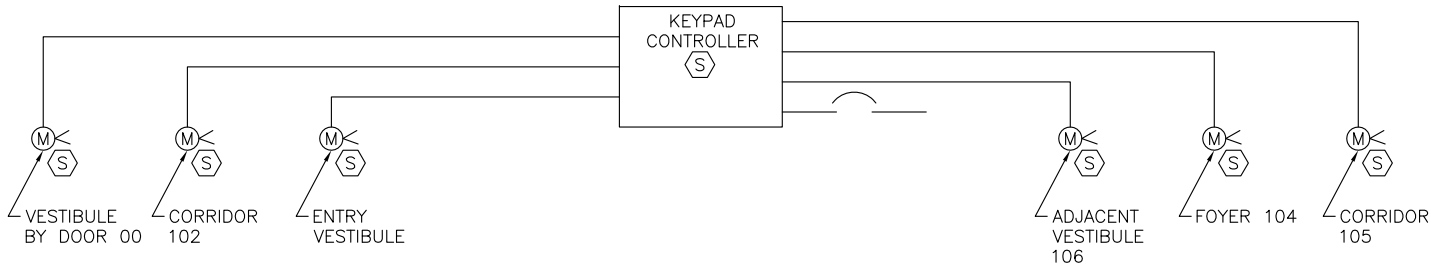 KEYPAD
CONTROLLER
S
M
S
M
S
M
S
M
S
M
S
M
S
VESTIBULE
BY DOOR 00
CORRIDOR
102
ENTRY
VESTIBULE
ADJACENT
VESTIBULE
106
FOYER 104
CORRIDOR
105